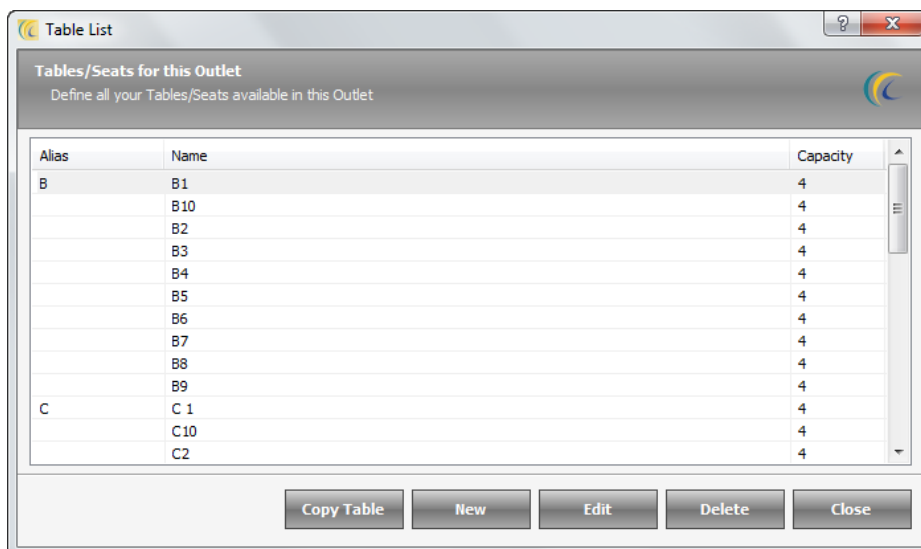 Table List
Tables/Seats for this Outlet
Define all your Tables/Seats available in this Outlet
Alias Name Capacity
B B1 4
B10 4
B2 4
B3 4
B4 4
B5 4
B6 4
B7 4
B8 4
B9 4
C C 1 4
C10 4
C2 4
Copy Table New Edit Delete Close